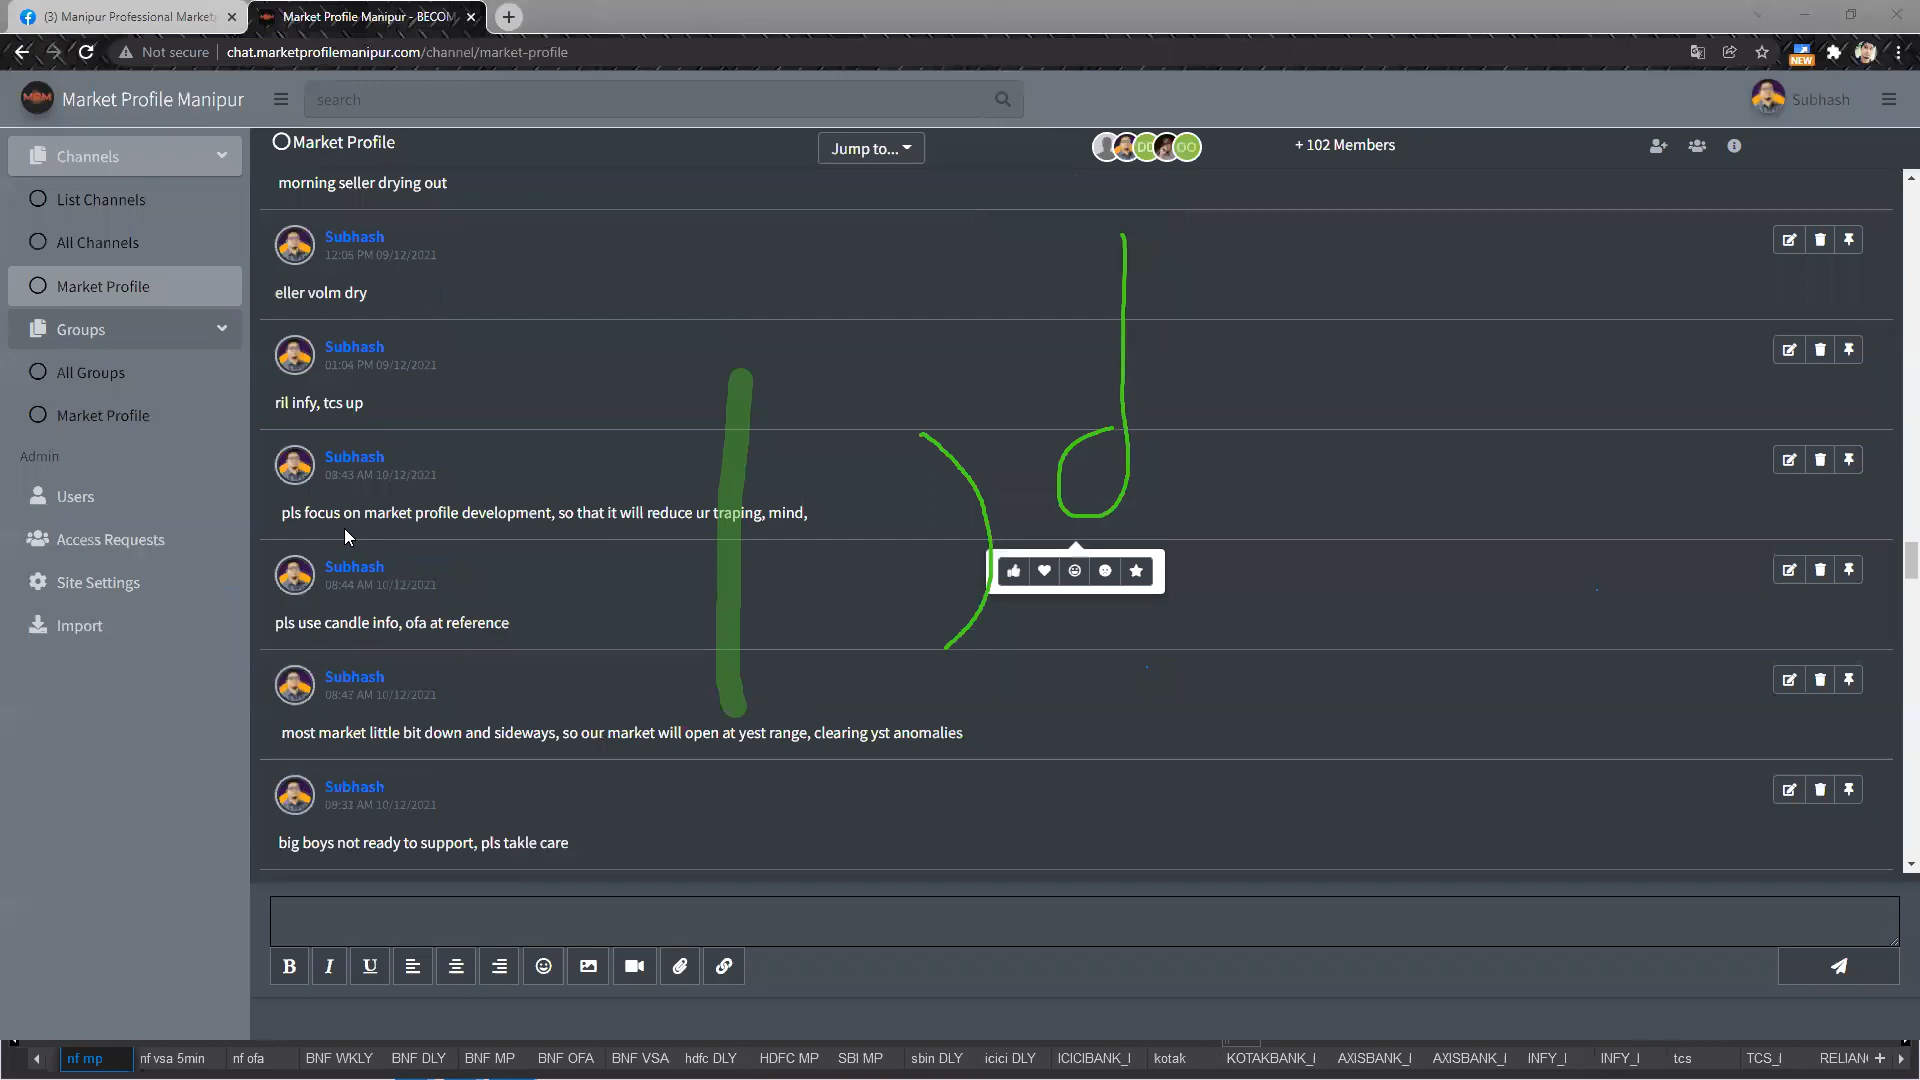 (3) Manipur Professional Market
Market Profile Manipur - BECOM
Not secure
chat.marketprofilemanipur.com/channel/market-profile
NEW
Market Profile Manipur
search
Subhash
Channels
List Channels
All Channels
Market Profile
Groups
All Groups
Market Profile
Admin
Users
Access Requests
Site Settings
Import
Market Profile
Jump to...
+ 102 Members
morning seller drying out
Subhash
12:05 PM 09/12/2021
eller volm dry
Subhash
01:04 PM 09/12/2021
ril infy, tcs up
Subhash
08:43 AM 10/12/2021
pls focus on market profile development, so that it will reduce ur traping, mind,
Subhash
08:44 AM 10/12/2021
pls use candle info, ofa at reference
Subhash
08:47 AM 10/12/2021
most market little bit down and sideways, so our market will open at yest range, clearing yst anomalies
Subhash
09:31 AM 10/12/2021
big boys not ready to support, pls takle care
B I U
nf mp nf vsa 5min nf ofa BNF WKLY BNF DLY BNF MP BNF OFA BNF VSA hdfc DLY HDFC MP SBI MP sbin DLY icici DLY ICICIBANK_I kotak KOTAKBANK_I AXISBANK_I AXISBANK_I INFY_I INFY_I tcs TCS_I RELIAN